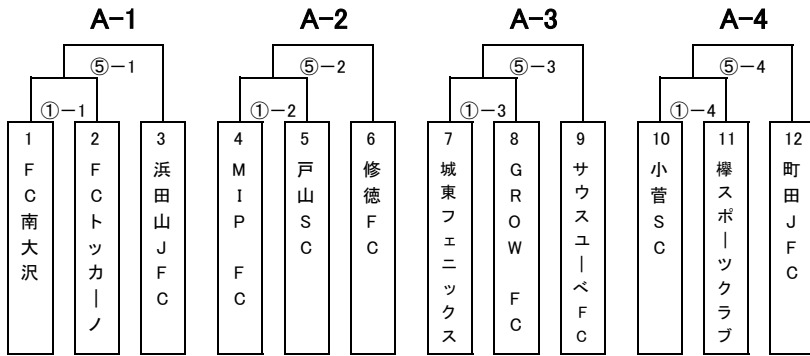 A-1
A-2
A-3
A-4
⑤-1
⑤-2
⑤-3
⑤-4
①-1
①-2
①-3
①-4
1
FC南大沢
2
FCトッカーノ
3
浜田山JFC
4
MIP FC
5
戸山SC
6
修徳FC
7
城東フェニックス
8
GROW FC
9
サウスユーベFC
10
小菅SC
11
欅スポーツクラブ
12
町田JFC